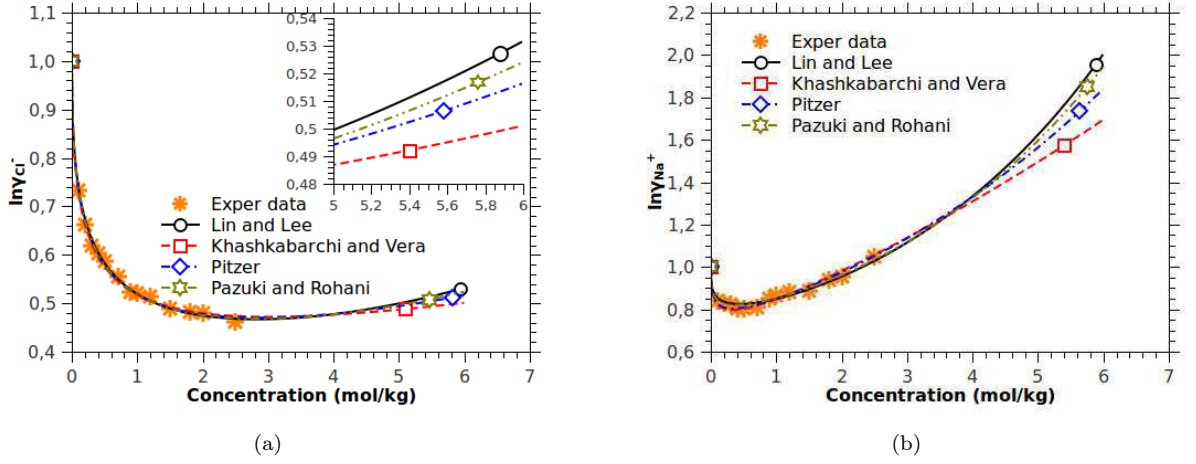 1,0
0,9
0,8
0,7
0,6
0,5
0,4
0 1 2 3 4 5 6 7
lnγCl-
Concentration (mol/kg)
Exper data
Lin and Lee
Khashkabarchi and Vera
Pitzer
Pazuki and Rohani
0,54
0,53
0,52
0,51
0,5
0,49
0,48
5 5,2 5,4 5,6 5,8 6
(a)
2,2
2,0
1,8
1,6
1,4
1,2
1,0
0,8
0,6
0 1 2 3 4 5 6 7
lnγNa+
Concentration (mol/kg)
Exper data
Lin and Lee
Khashkabarchi and Vera
Pitzer
Pazuki and Rohani
(b)